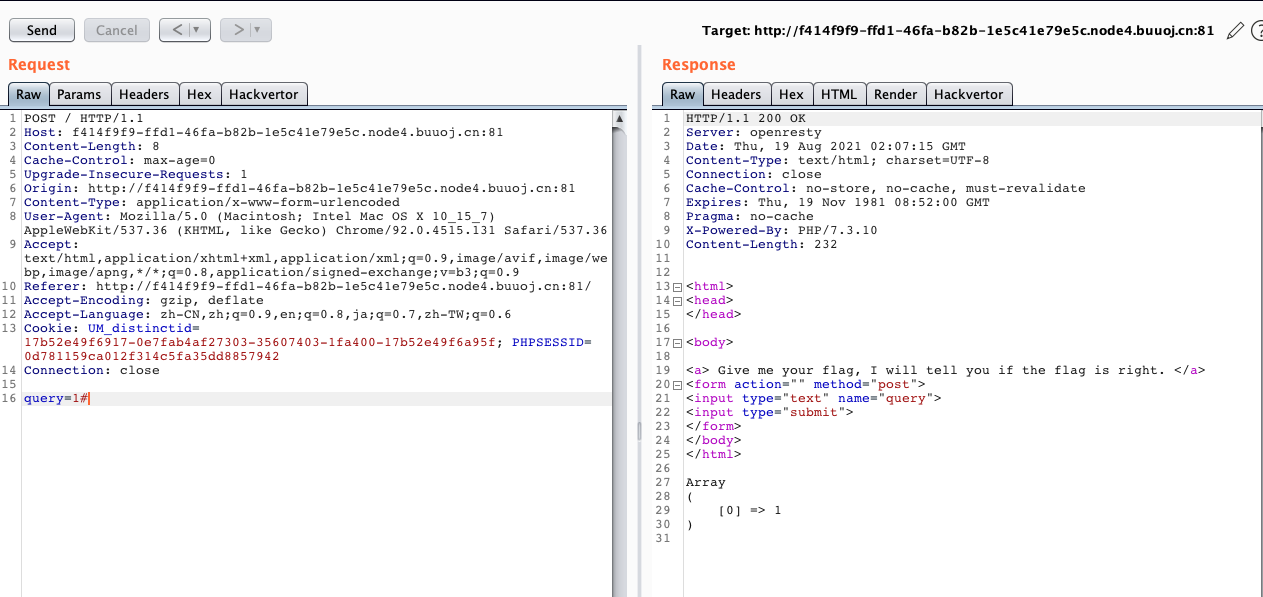 Send
Cancel
< | ▼
> | ▼
Target: http://f414f9f9-ffd1-46fa-b82b-1e5c41e79e5c.node4.buuoj.cn:81
?
Request
Raw Params Headers Hex Hackvertor
1 POST / HTTP/1.1
2 Host: f414f9f9-ffd1-46fa-b82b-1e5c41e79e5c.node4.buuoj.cn:81
3 Content-Length: 8
4 Cache-Control: max-age=0
5 Upgrade-Insecure-Requests: 1
6 Origin: http://f414f9f9-ffd1-46fa-b82b-1e5c41e79e5c.node4.buuoj.cn:81
7 Content-Type: application/x-www-form-urlencoded
8 User-Agent: Mozilla/5.0 (Macintosh; Intel Mac OS X 10_15_7)
AppleWebKit/537.36 (KHTML, like Gecko) Chrome/92.0.4515.131 Safari/537.36
9 Accept:
text/html,application/xhtml+xml,application/xml;q=0.9,image/avif,image/we
bp,image/apng,*/*;q=0.8,application/signed-exchange;v=b3;q=0.9
10 Referer: http://f414f9f9-ffd1-46fa-b82b-1e5c41e79e5c.node4.buuoj.cn:81/
11 Accept-Encoding: gzip, deflate
12 Accept-Language: zh-CN,zh;q=0.9,en;q=0.8,ja;q=0.7,zh-TW;q=0.6
13 Cookie: UM_distinctid=
17b52e49f6917-0e7fab4af27303-35607403-1fa400-17b52e49f6a95f; PHPSESSID=
0d781159ca012f314c5fa35dd8857942
14 Connection: close
15
16 query=1#
Response
Raw Headers Hex HTML Render Hackvertor
1 HTTP/1.1 200 OK
2 Server: openresty
3 Date: Thu, 19 Aug 2021 02:07:15 GMT
4 Content-Type: text/html; charset=UTF-8
5 Connection: close
6 Cache-Control: no-store, no-cache, must-revalidate
7 Expires: Thu, 19 Nov 1981 08:52:00 GMT
8 Pragma: no-cache
9 X-Powered-By: PHP/7.3.10
10 Content-Length: 232
11
12
13 <html>
14 <head>
15 </head>
16
17 <body>
18
19 <a> Give me your flag, I will tell you if the flag is right. </a>
20 <form action="" method="post">
21 <input type="text" name="query">
22 <input type="submit">
23 </form>
24 </body>
25 </html>
26
27 Array
28 (
29 [0] => 1
30 )
31